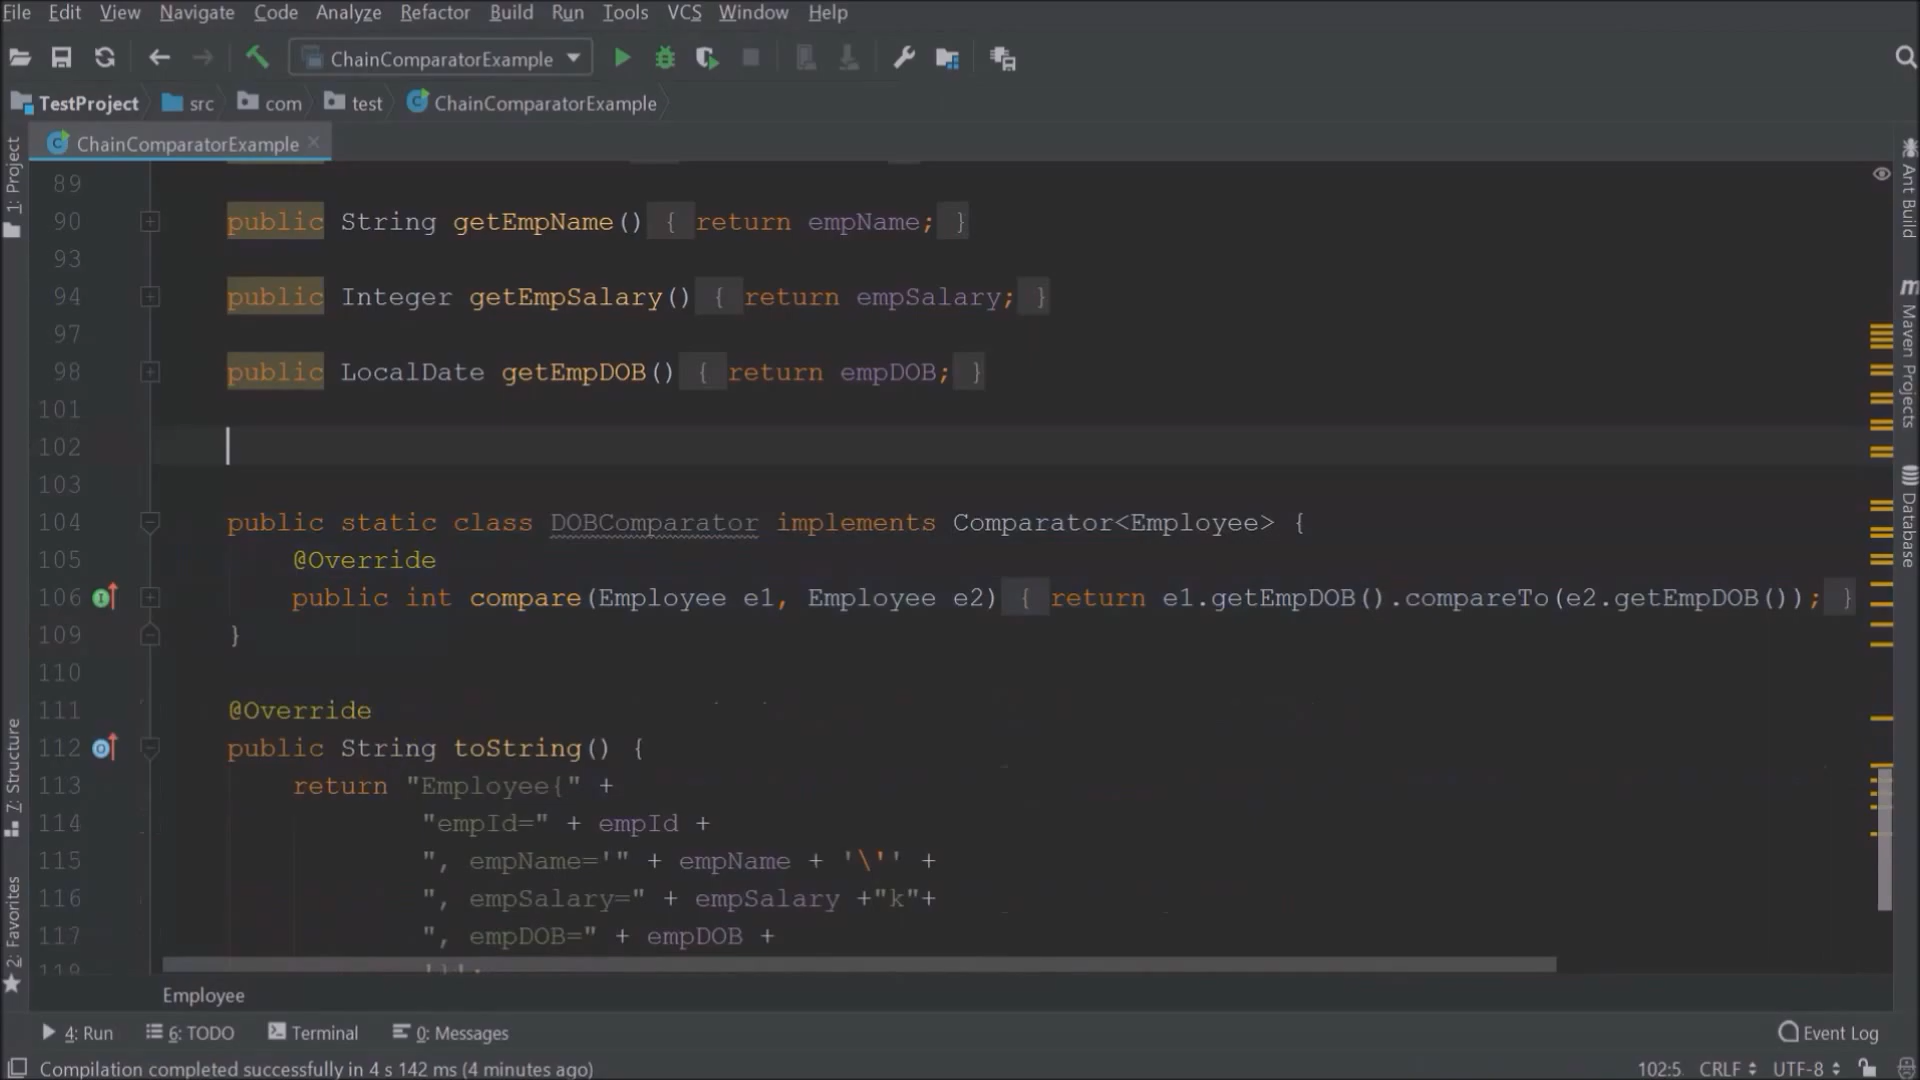 File Edit View Navigate Code Analyze Refactor Build Run Tools VCS Window Help
ChainComparatorExample
TestProject src com test ChainComparatorExample
ChainComparatorExample
1: Project
7: Structure
2: Favorites
89
90 public String getEmpName() { return empName; }
93
94 public Integer getEmpSalary() { return empSalary; }
97
98 public LocalDate getEmpDOB() { return empDOB; }
101
102
103
104 public static class DOBComparator implements Comparator<Employee> {
105 @Override
106 public int compare(Employee e1, Employee e2) { return e1.getEmpDOB().compareTo(e2.getEmpDOB()); }
109 }
110
111 @Override
112 public String toString() {
113 return "Employee{" +
114 "empId=" + empId +
115 ", empName='" + empName + '\'' +
116 ", empSalary=" + empSalary +"k"+
117 ", empDOB=" + empDOB +
Ant Build
Maven Projects
Database
Employee
4: Run 6: TODO Terminal 0: Messages Event Log
Compilation completed successfully in 4 s 142 ms (4 minutes ago) 102:5 CRLF UTF-8